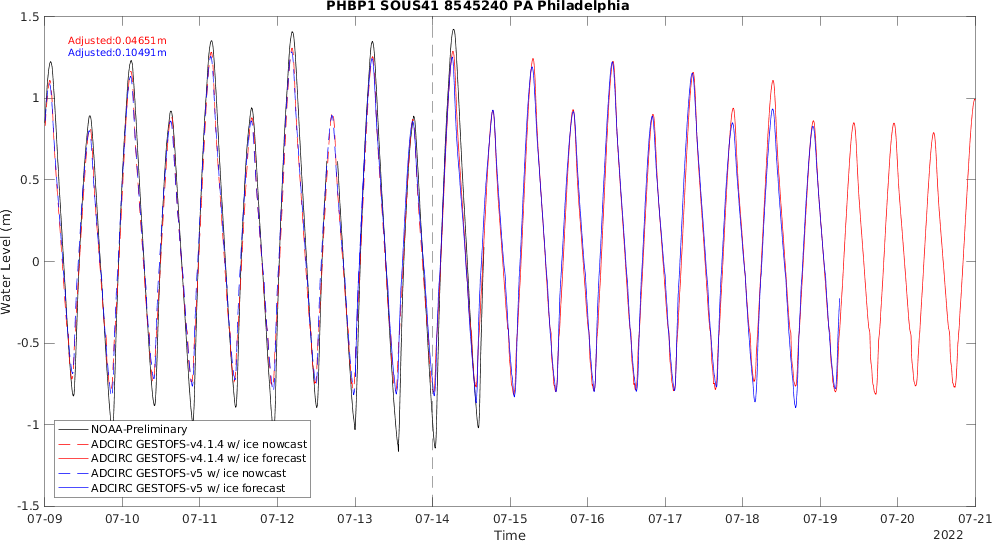 PHBP1 SOUS41 8545240 PA Philadelphia
Adjusted:0.04651m
Adjusted:0.10491m
1.5
1
0.5
0
-0.5
-1
-1.5
Water Level (m)
NOAA-Preliminary
ADCIRC GESTOFS-v4.1.4 w/ ice nowcast
ADCIRC GESTOFS-v4.1.4 w/ ice forecast
ADCIRC GESTOFS-v5 w/ ice nowcast
ADCIRC GESTOFS-v5 w/ ice forecast
07-09 07-10 07-11 07-12 07-13 07-14 07-15 07-16 07-17 07-18 07-19 07-20 07-21
Time
2022